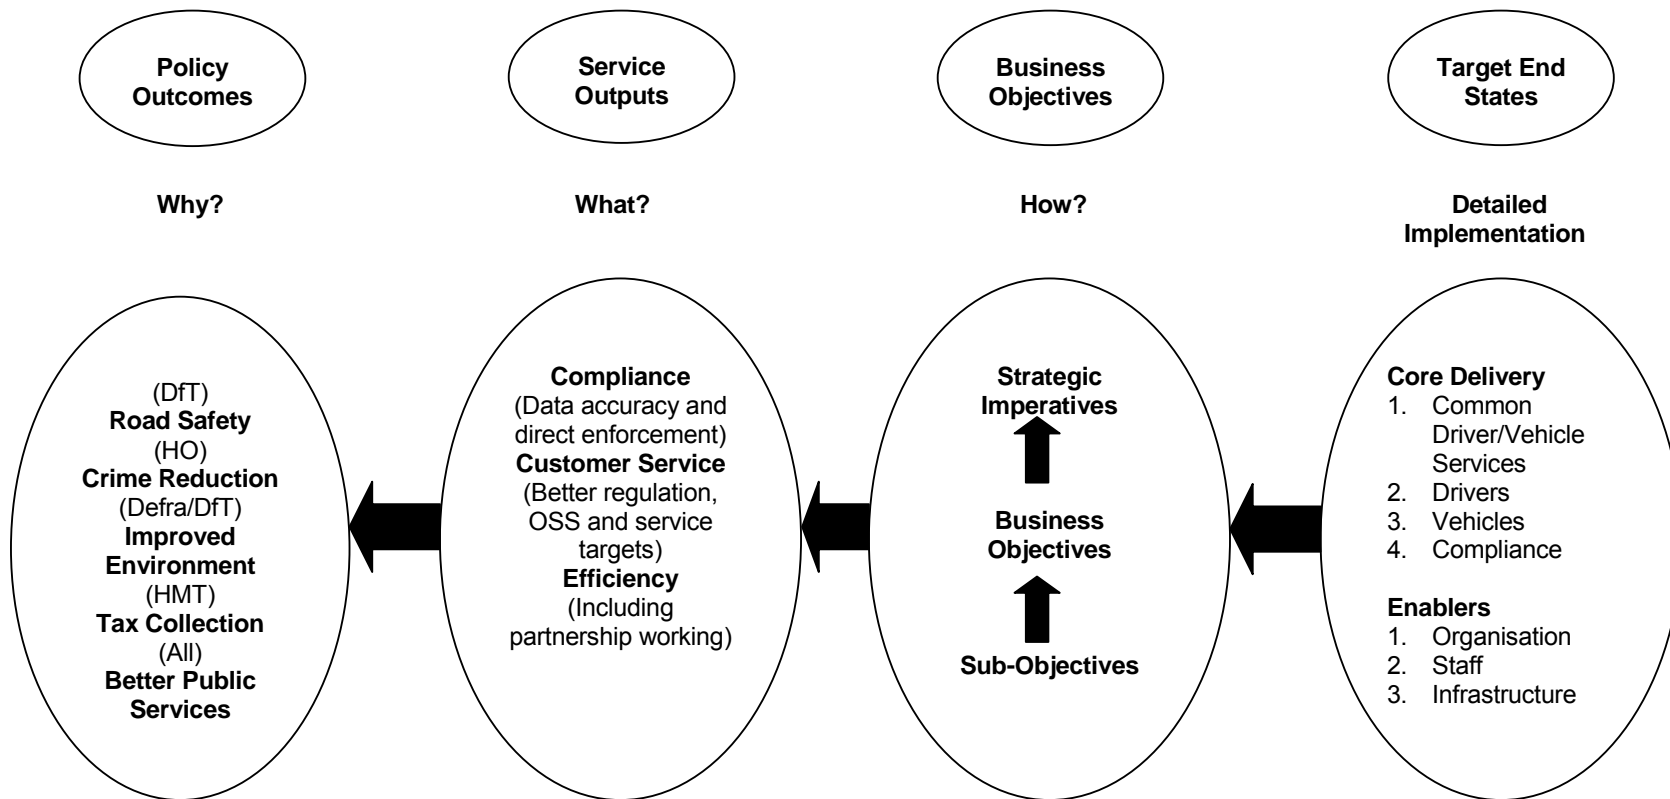 Policy
Outcomes
Service
Outputs
Business
Objectives
Target End
States
Why?
What?
How?
Detailed
Implementation
(DfT)
Road Safety
(HO)
Crime Reduction
(Defra/DfT)
Improved
Environment
(HMT)
Tax Collection
(All)
Better Public
Services
Compliance
(Data accuracy and
direct enforcement)
Customer Service
(Better regulation,
OSS and service
targets)
Efficiency
(Including
partnership working)
Strategic
Imperatives
Business
Objectives
Sub-Objectives
Core Delivery
1. Common
Driver/Vehicle
Services
2. Drivers
3. Vehicles
4. Compliance
Enablers
1. Organisation
2. Staff
3. Infrastructure